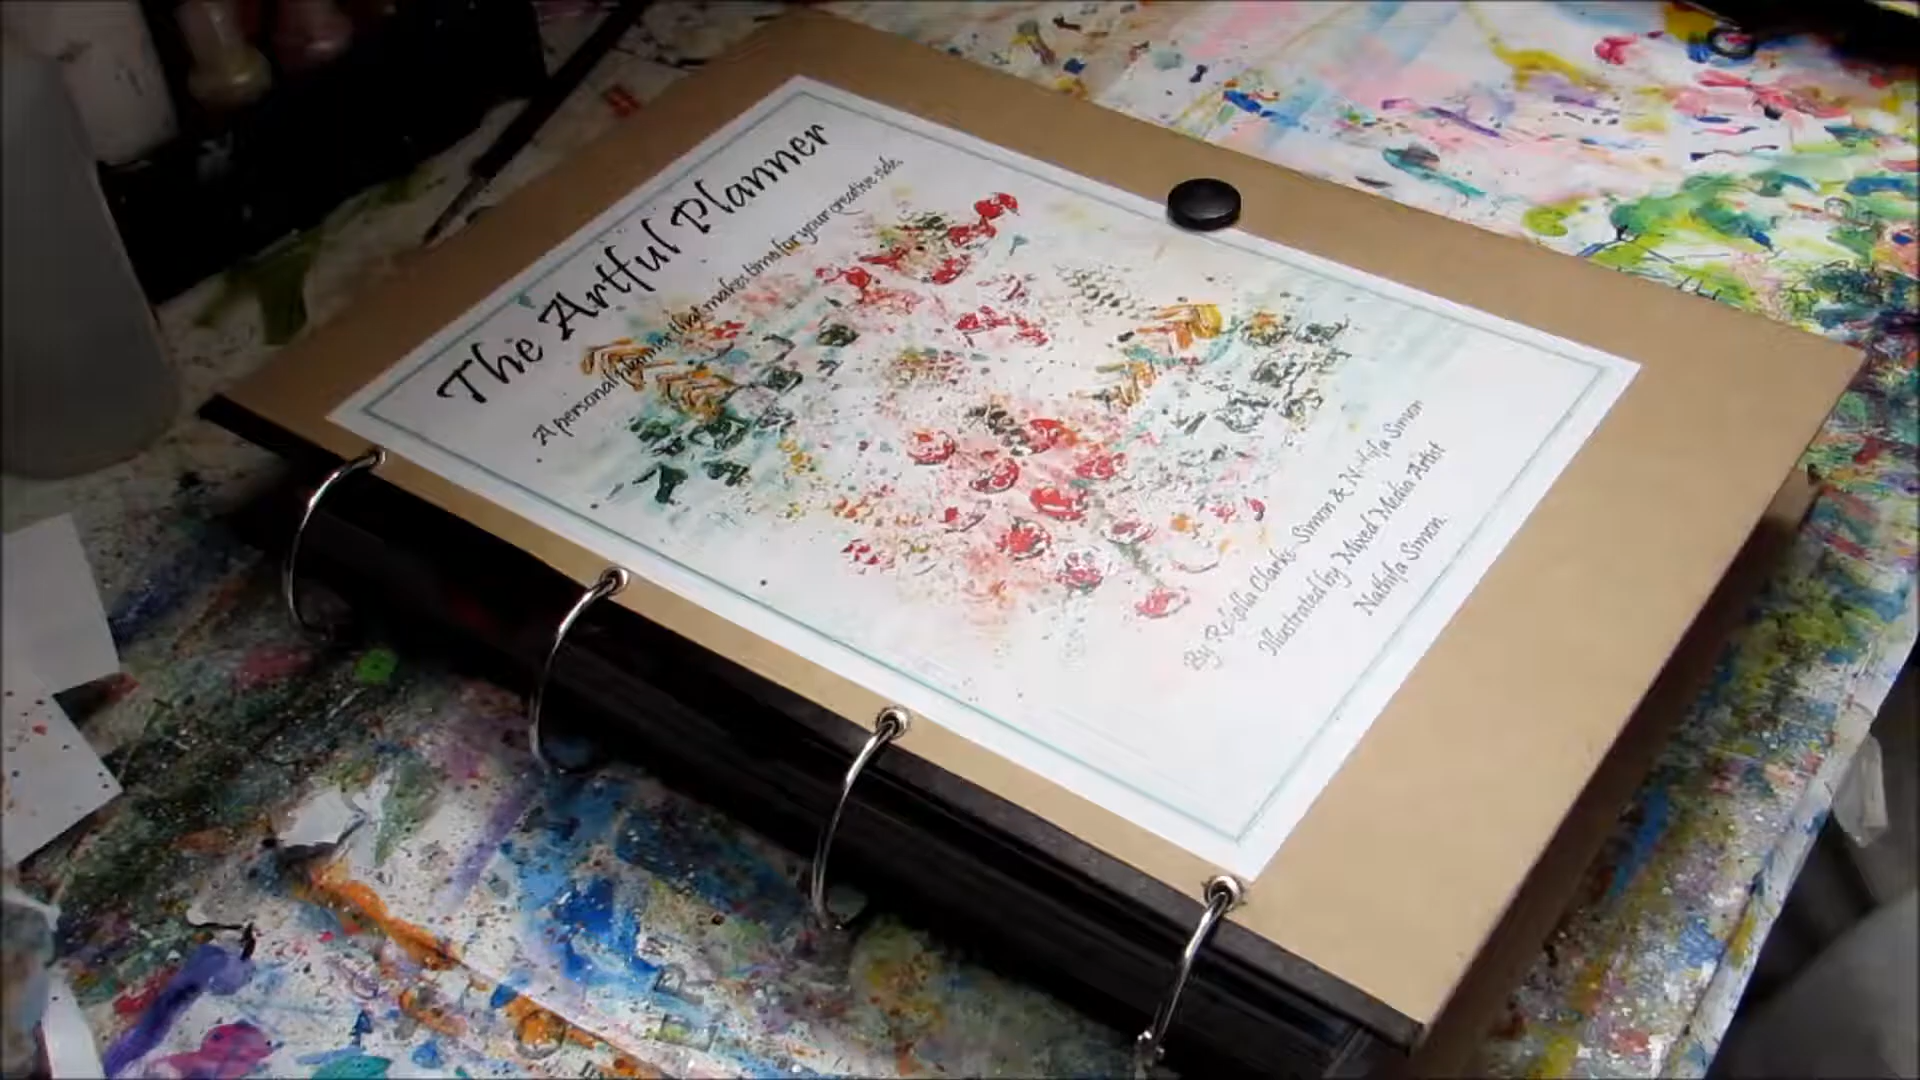 The Artful Planner
A personal planner that makes time for your creative side.
By Clarke-Simon & Nathifa Simon
Illustrated by Mixed Media Artist
Nathifa Simon.